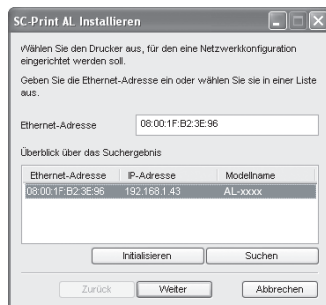 SC-Print AL Installieren
Wählen Sie den Drucker aus, für den eine Netzwerkkonfiguration
eingerichtet werden soll.
Geben Sie die Ethernet-Adresse ein oder wählen Sie sie in einer Liste
aus.
Ethernet-Adresse 08:00:1F:B2:3E:96
Überblick über das Suchergebnis
Ethernet-Adresse IP-Adresse Modellname
08:00:1F:B2:3E:96 192.168.1.43 AL-xxxx
Initialisieren Suchen
Zurück Weiter Abbrechen